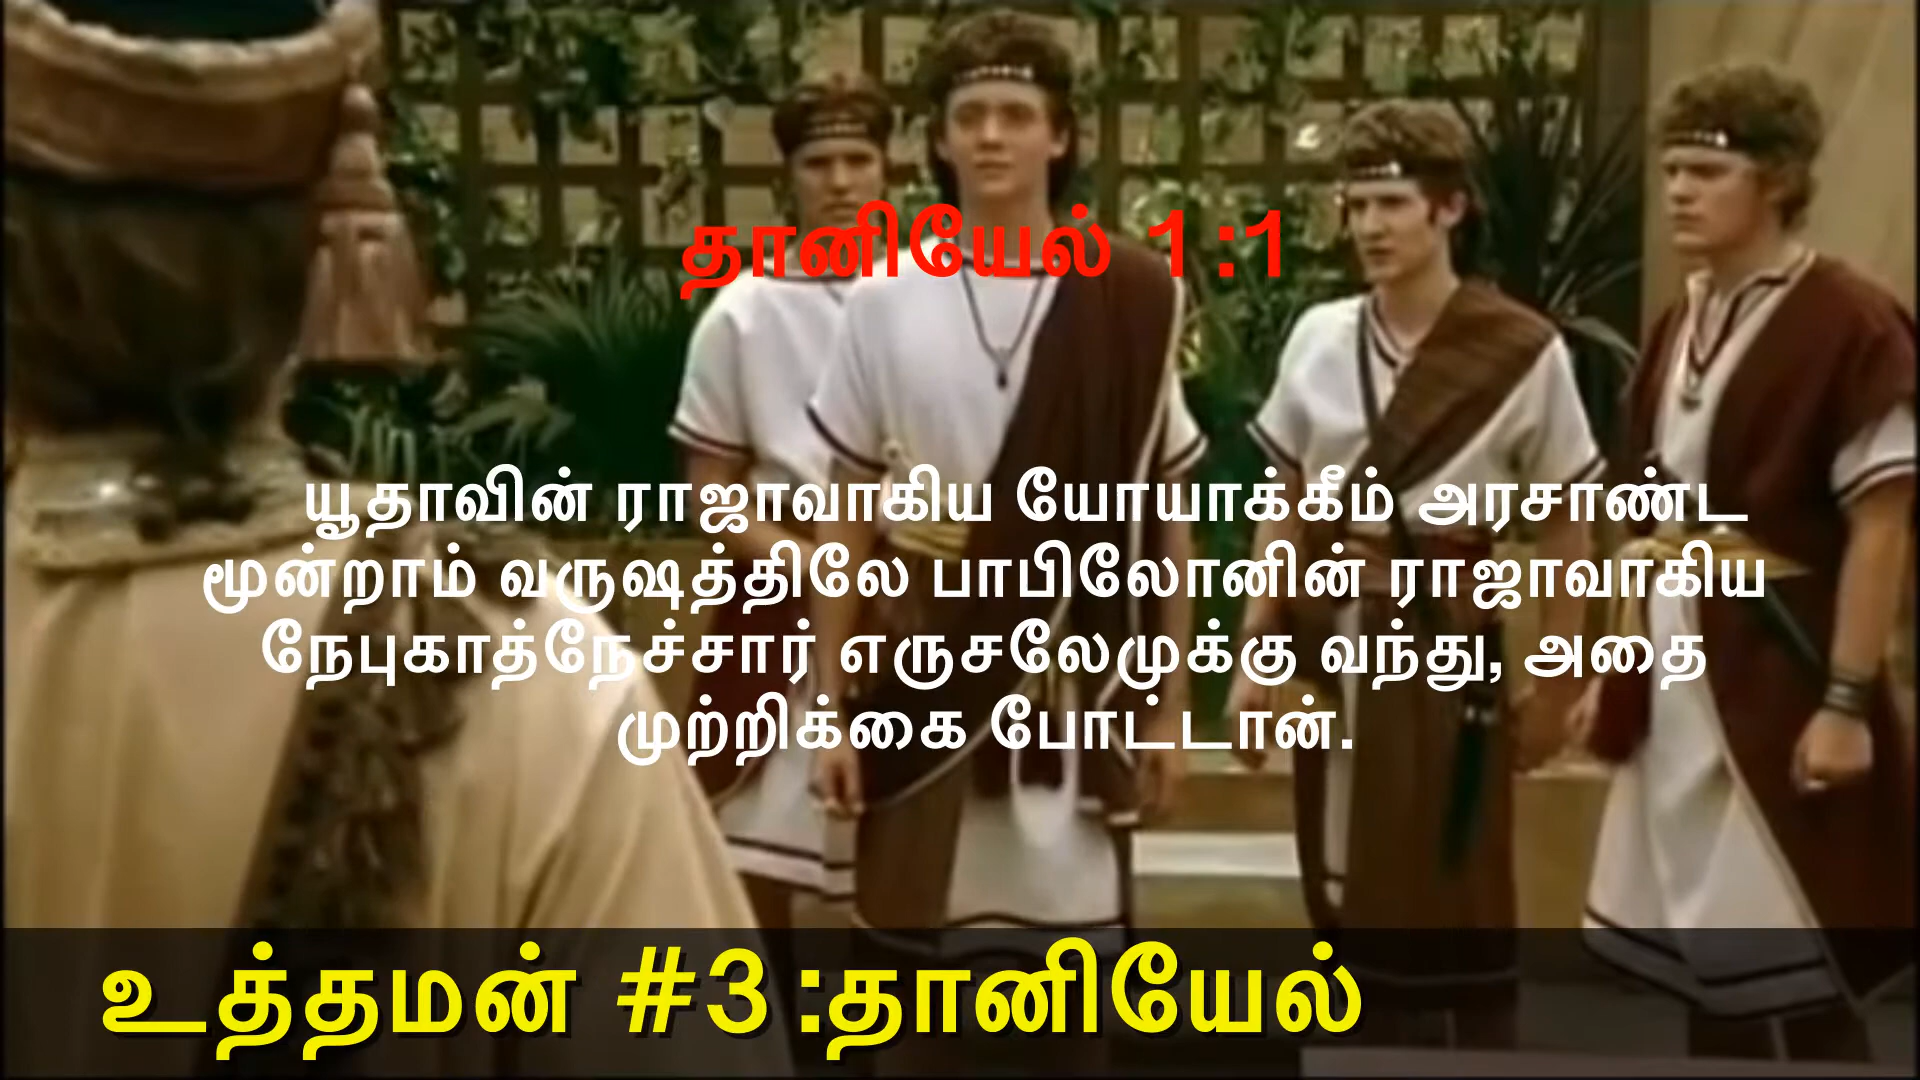 தானியேல் 1:1
யூதாவின் ராஜாவாகிய யோயாக்கீம் அரசாண்ட
மூன்றாம் வருஷத்திலே பாபிலோனின் ராஜாவாகிய
நேபுகாத்நேச்சார் எருசலேமுக்கு வந்து, அதை
முற்றிக்கை போட்டான்.
உத்தமன் #3:தானியேல்